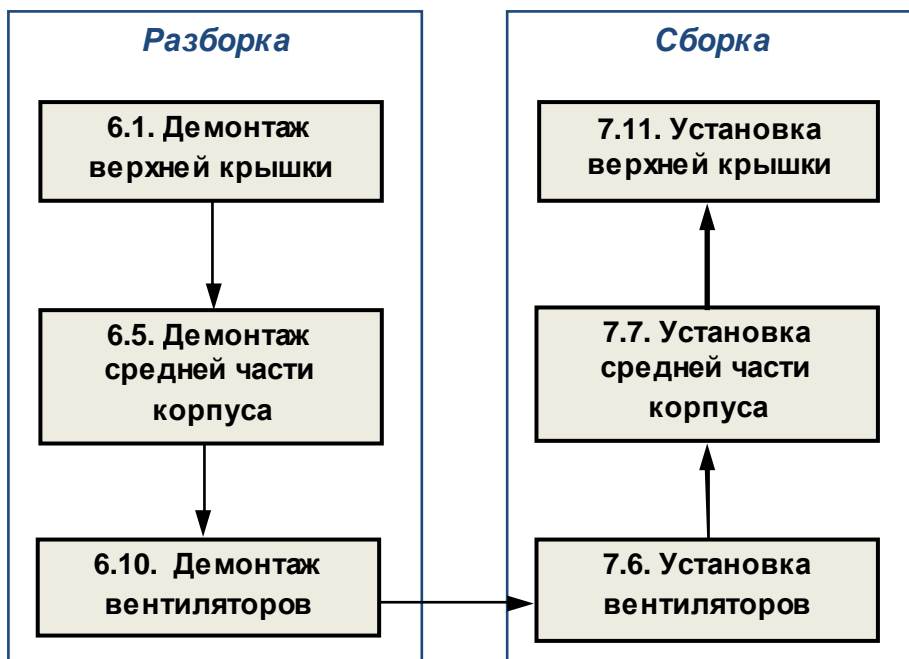 Разборка
6.1. Демонтаж
верхней крышки
6.5. Демонтаж
средней части
корпуса
6.10. Демонтаж
вентиляторов
Сборка
7.11. Установка
верхней крышки
7.7. Установка
средней части
корпуса
7.6. Установка
вентиляторов